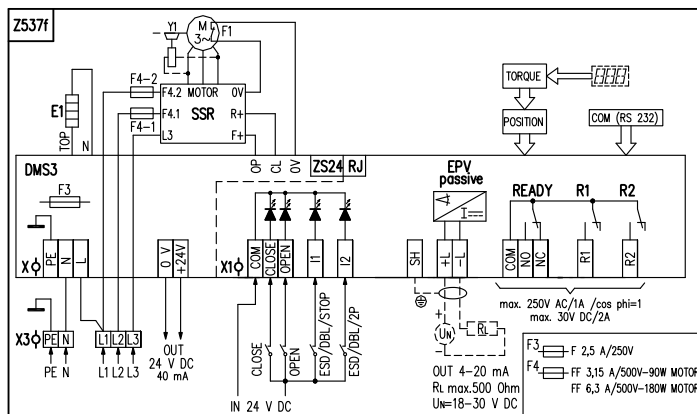 Z537f
Y1
M
3~
F1
F4-2
F4.2
MOTOR
0V
SSR
F4.1
R+
F4-1
L3
F+
E1
TOP
N
OP
CL
OV
TORQUE
POSITION
COM (RS 232)
DMS3
ZS24
RJ
EPV
passive
F3
READY
R1
R2
X
PE
N
L
0 V
+24V
X1
COM
CLOSE
OPEN
I1
I2
SH
+L
-L
COM
NO
NC
R1
R2
max. 250V AC/1A /cos phi=1
max. 30V DC/2A
X3
PE
N
L1
L2
L3
PE N
L1 L2 L3
OUT
24 V DC
40 mA
CLOSE
OPEN
ESD/DBL/STOP
ESD/DBL/2P
IN 24 V DC
+
UN
-
RL
OUT 4-20 mA
RL max.500 Ohm
UN=18-30 V DC
F3
F 2,5 A/250V
F4
FF 3,15 A/500V-90W MOTOR
FF 6,3 A/500V-180W MOTOR